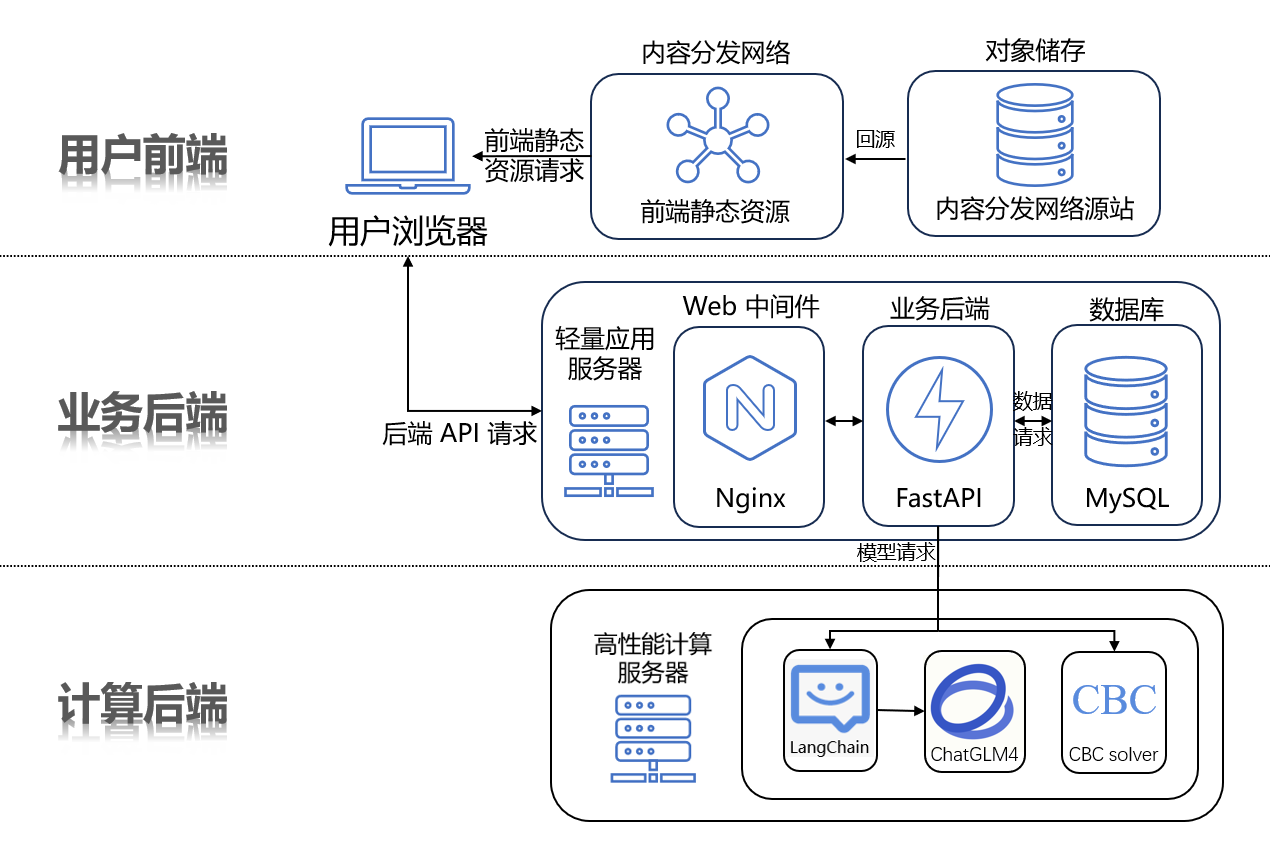 用户前端
用户浏览器
前端静态
资源请求
内容分发网络
前端静态资源
回源
对象储存
内容分发网络源站
业务后端
后端 API 请求
轻量应用
服务器
Web 中间件
Nginx
业务后端
FastAPI
数据
请求
数据库
MySQL
模型请求
计算后端
高性能计算
服务器
LangChain
ChatGLM4
CBC
CBC solver